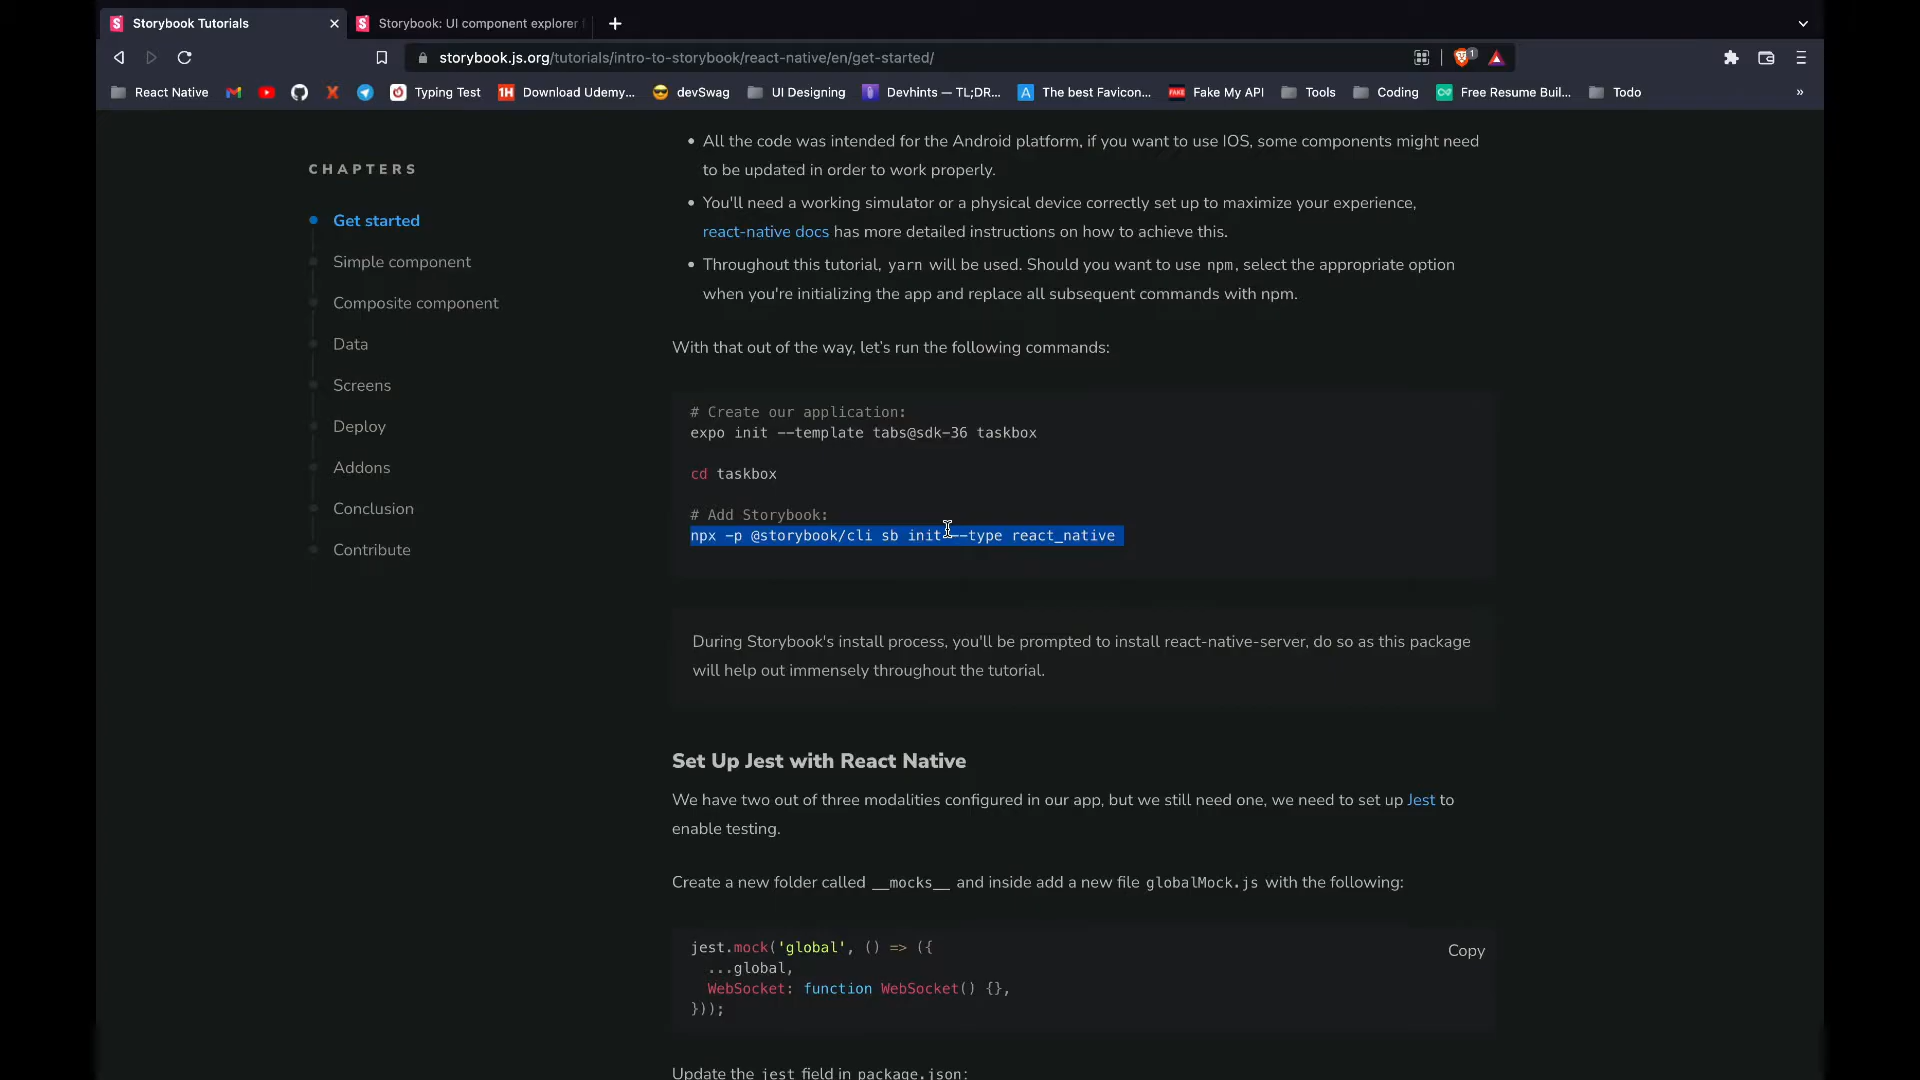 Storybook Tutorials
Storybook: UI component explorer
storybook.js.org/tutorials/intro-to-storybook/react-native/en/get-started/
1
React Native
Typing Test
1H Download Udemy...
devSwag
UI Designing
Devhints — TL;DR...
A The best Favicon...
FAKE Fake My API
Tools
Coding
Free Resume Buil...
Todo
»
CHAPTERS
Get started
Simple component
Composite component
Data
Screens
Deploy
Addons
Conclusion
Contribute
All the code was intended for the Android platform, if you want to use IOS, some components might need
to be updated in order to work properly.
You'll need a working simulator or a physical device correctly set up to maximize your experience,
react-native docs has more detailed instructions on how to achieve this.
Throughout this tutorial, yarn will be used. Should you want to use npm, select the appropriate option
when you're initializing the app and replace all subsequent commands with npm.
With that out of the way, let’s run the following commands:
# Create our application:
expo init --template tabs@sdk-36 taskbox
cd taskbox
# Add Storybook:
npx -p @storybook/cli sb init --type react_native
During Storybook's install process, you'll be prompted to install react-native-server, do so as this package
will help out immensely throughout the tutorial.
Set Up Jest with React Native
We have two out of three modalities configured in our app, but we still need one, we need to set up Jest to
enable testing.
Create a new folder called __mocks__ and inside add a new file globalMock.js with the following:
jest.mock('global', () => ({
...global,
WebSocket: function WebSocket() {},
}));
Copy
Update the jest field in package.json: